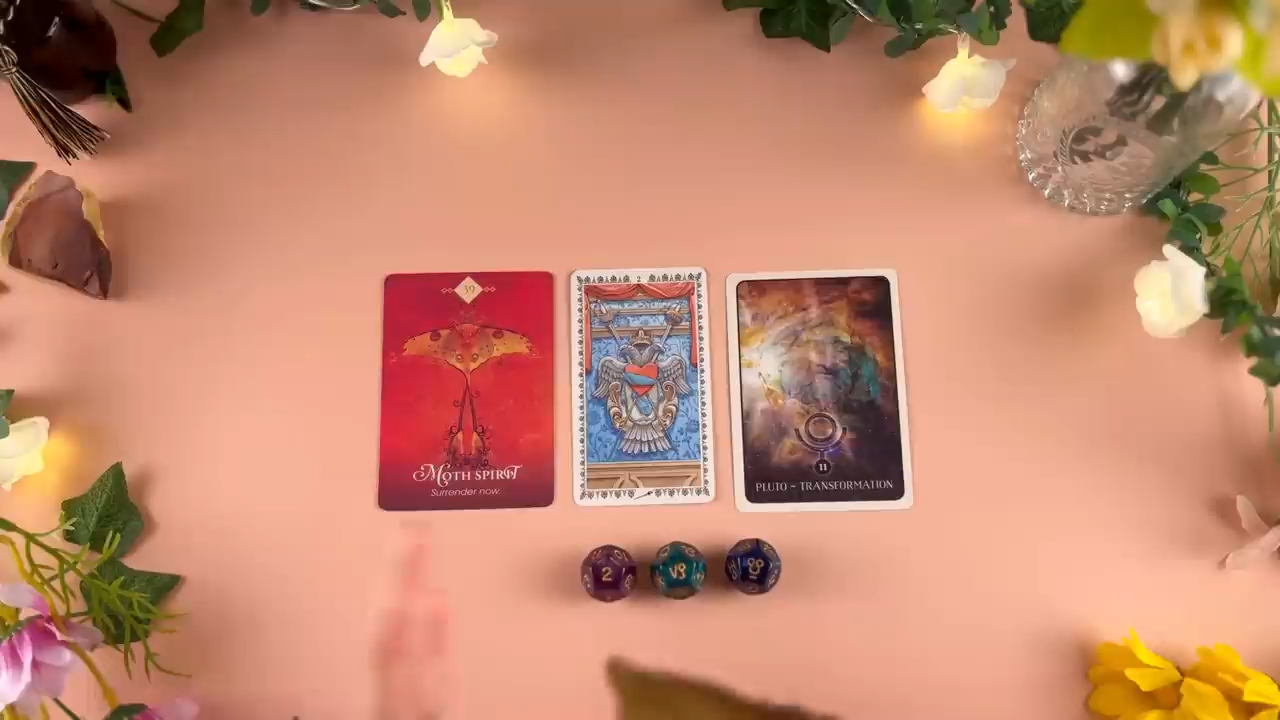 39
MOTH SPIRIT
Surrender now.
2
11
PLUTO ~ TRANSFORMATION
2